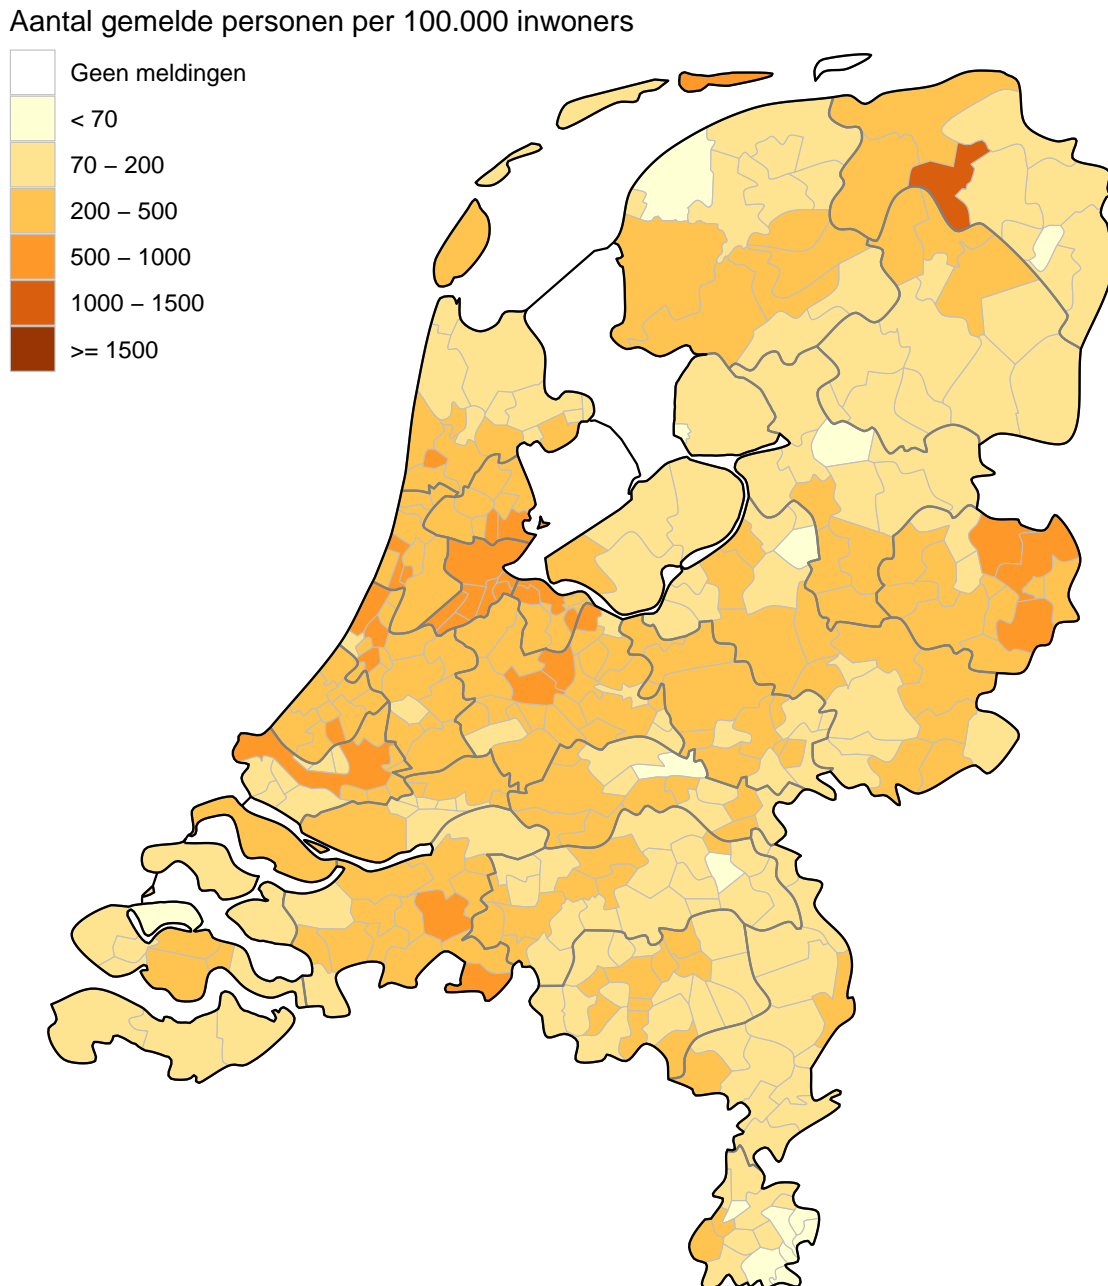 Aantal gemelde personen per 100.000 inwoners
Geen meldingen
< 70
70 – 200
200 – 500
500 – 1000
1000 – 1500
>= 1500